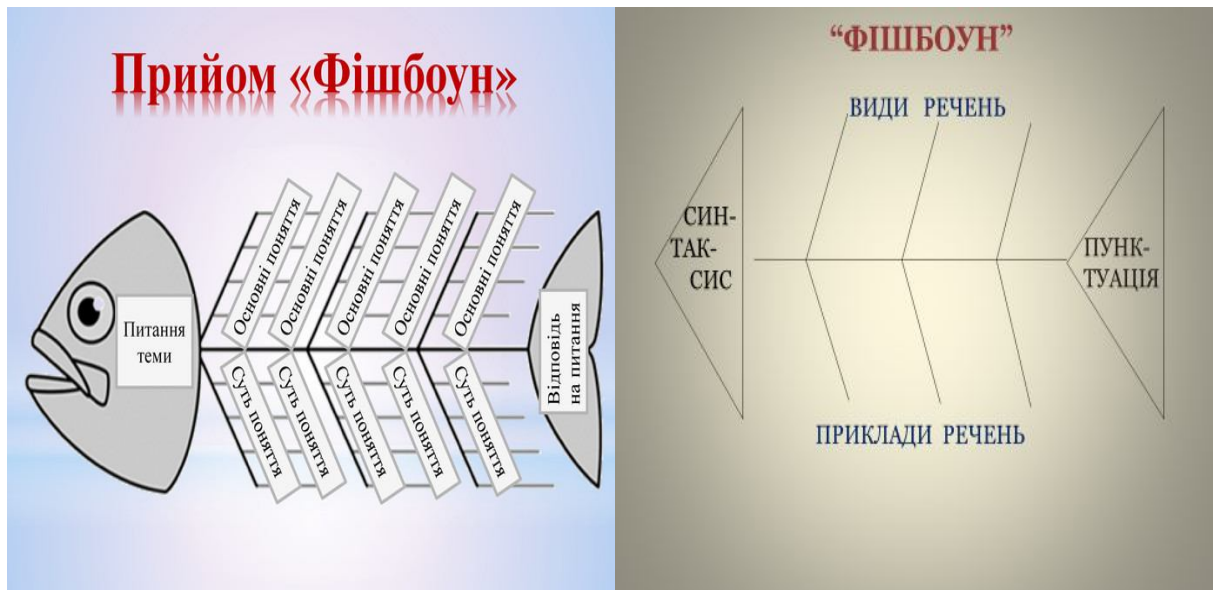 Прийом «Фішбоун»
Питання
теми
Основні поняття
Основні поняття
Основні поняття
Основні поняття
Основні поняття
Суть поняття
Суть поняття
Суть поняття
Суть поняття
Суть поняття
Відповідь
на питання
“ФІШБОУН”
ВИДИ РЕЧЕНЬ
СИН-
ТАК-
СИС
ПУНК-
ТУАЦІЯ
ПРИКЛАДИ РЕЧЕНЬ